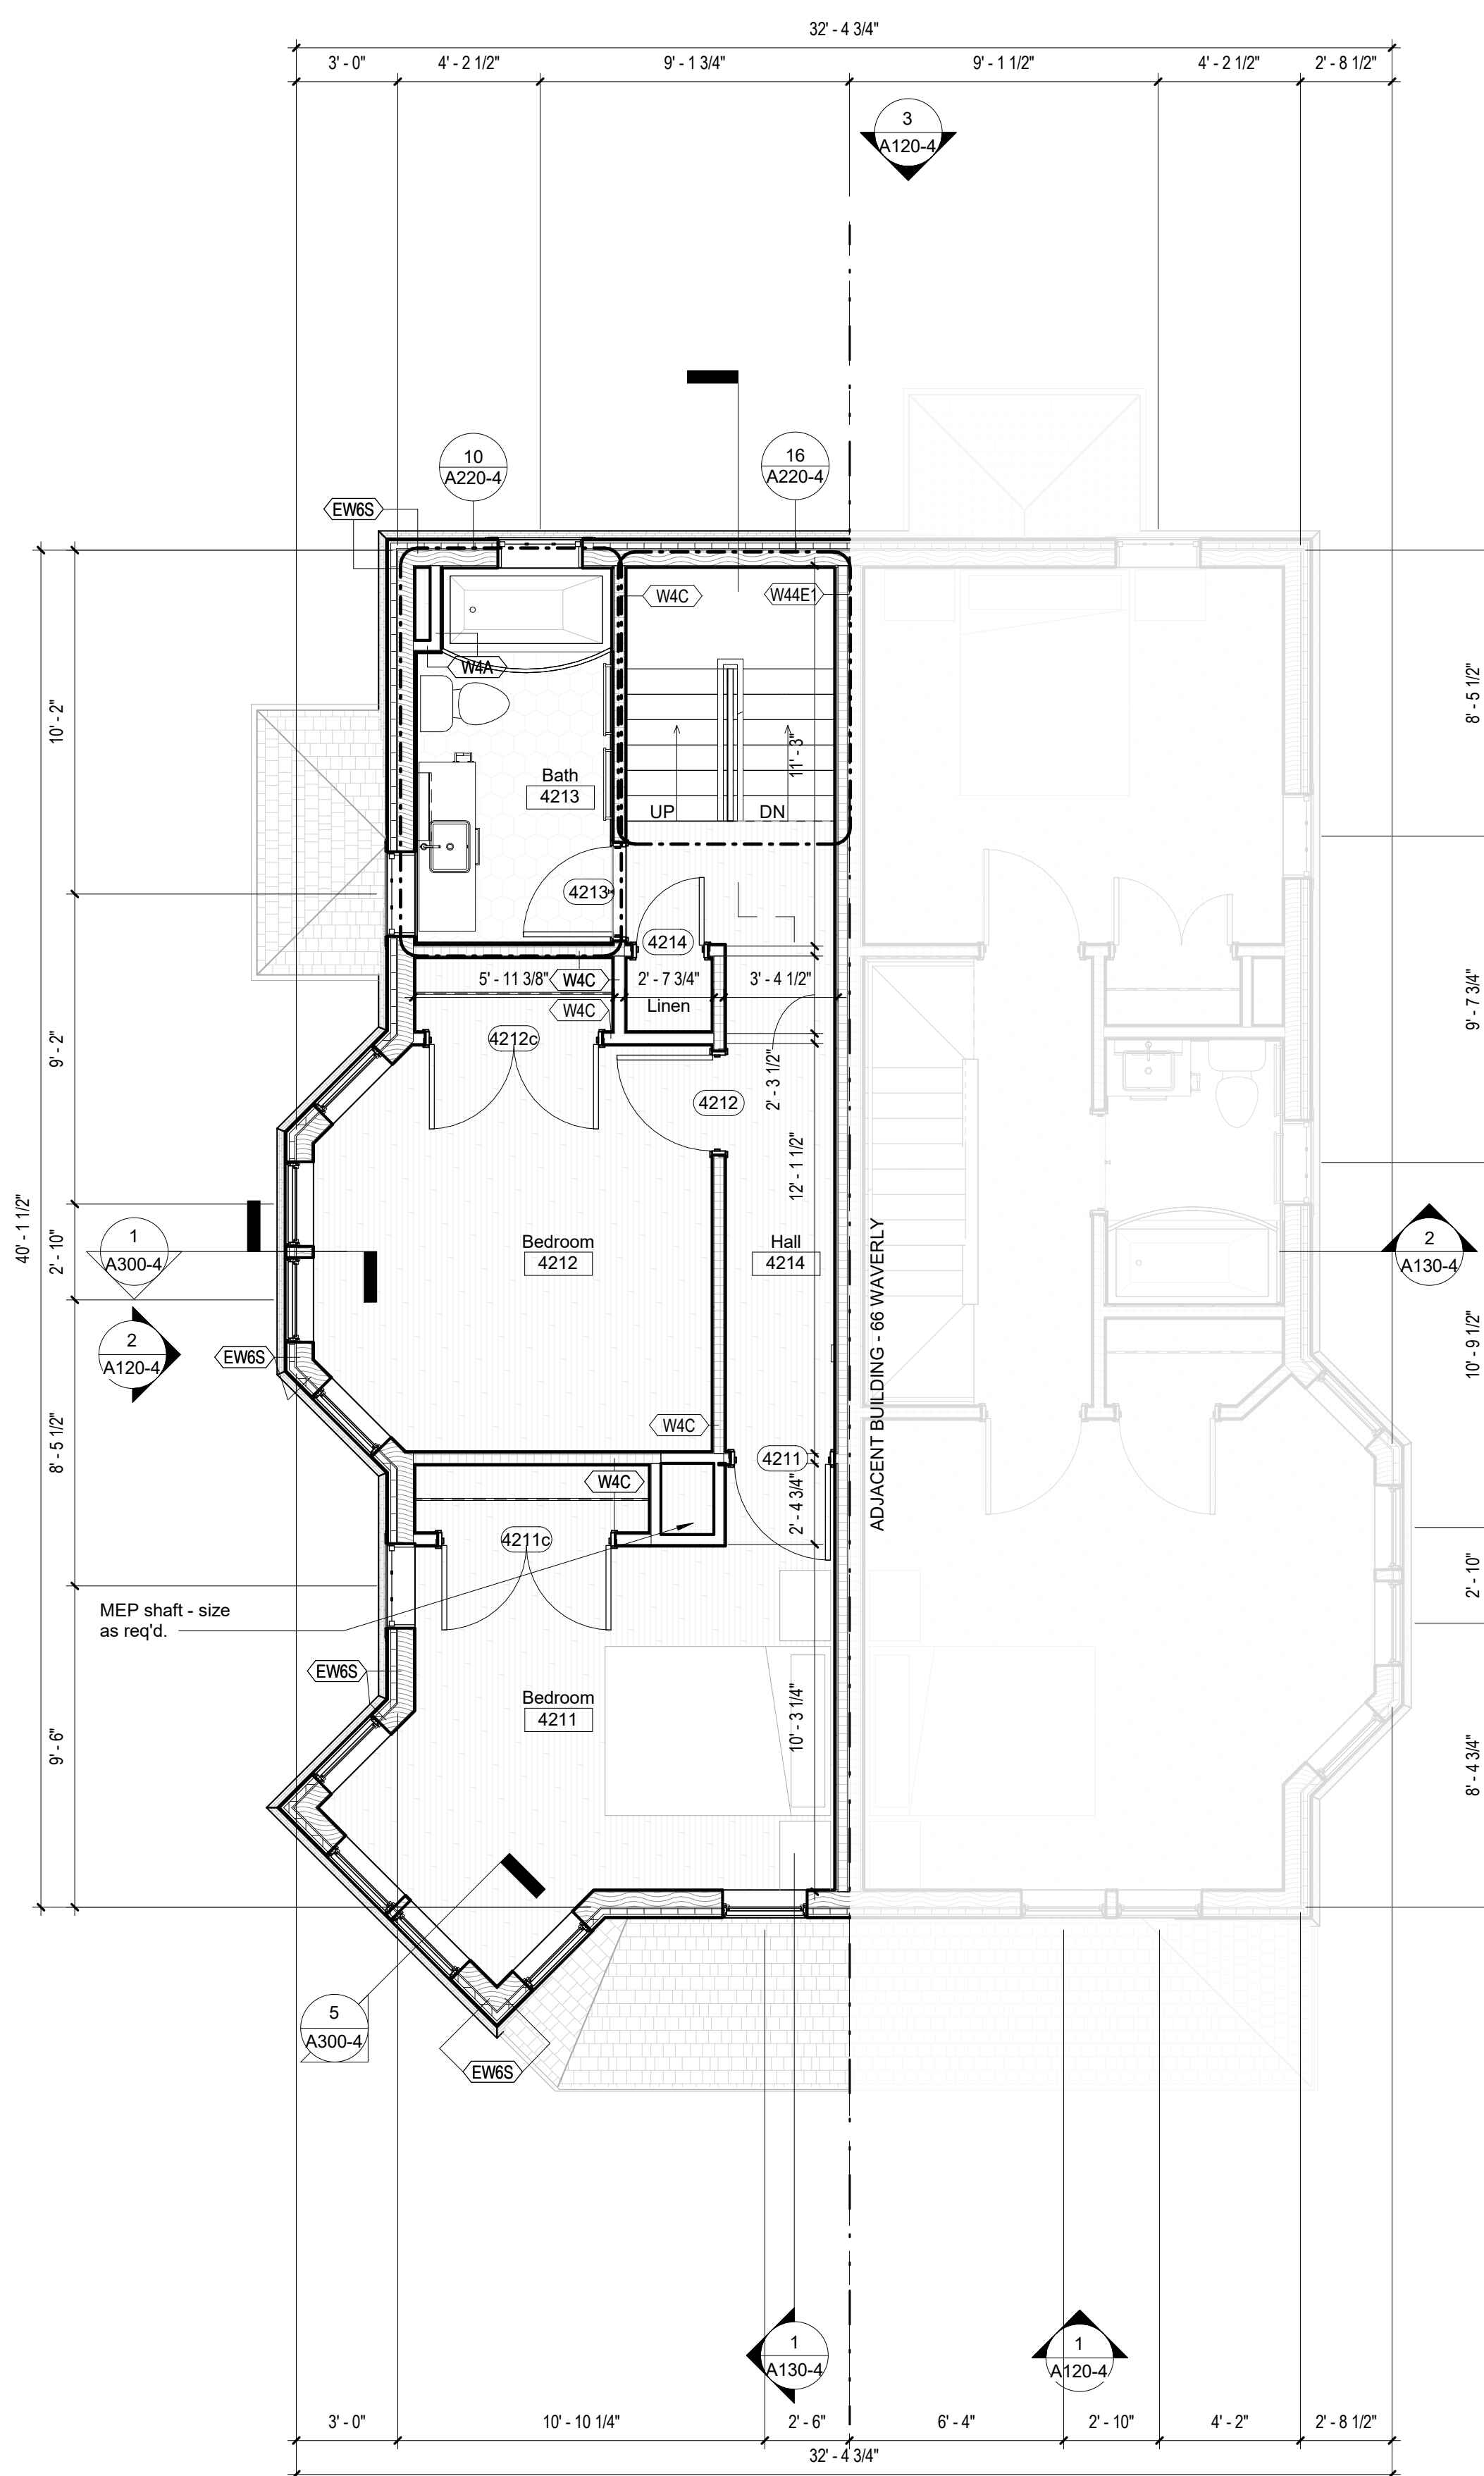 32' - 4 3/4"
3' - 0"
4' - 2 1/2"
9' - 1 3/4"
9' - 1 1/2"
4' - 2 1/2"
2' - 8 1/2"
3
A120-4
10
A220-4
16
A220-4
EW6S
W4C
W44E1
W4A
10' - 2"
8' - 5 1/2"
11' - 3"
Bath
4213
UP
DN
4213
4214
5' - 11 3/8"
W4C
2' - 7 3/4"
3' - 4 1/2"
Linen
W4C
9' - 7 3/4"
4212c
9' - 2"
2' - 3 1/2"
4212
12' - 1 1/2"
40' - 1 1/2"
1
A300-4
2' - 10"
Bedroom
4212
Hall
4214
2
A130-4
ADJACENT BUILDING - 66 WAVERLY
2
A120-4
EW6S
10' - 9 1/2"
8' - 5 1/2"
W4C
4211
W4C
2' - 4 3/4"
4211c
2' - 10"
MEP shaft - size
as req'd.
EW6S
Bedroom
4211
10' - 3 1/4"
9' - 6"
8' - 4 3/4"
5
A300-4
EW6S
1
A130-4
1
A120-4
3' - 0"
10' - 10 1/4"
2' - 6"
6' - 4"
2' - 10"
4' - 2"
2' - 8 1/2"
32' - 4 3/4"